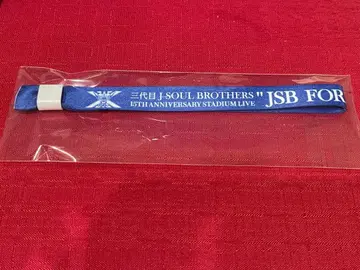 三代目 J SOUL BROTHERS
15TH ANNIVERSARY STADIUM LIVE
" JSB FOR